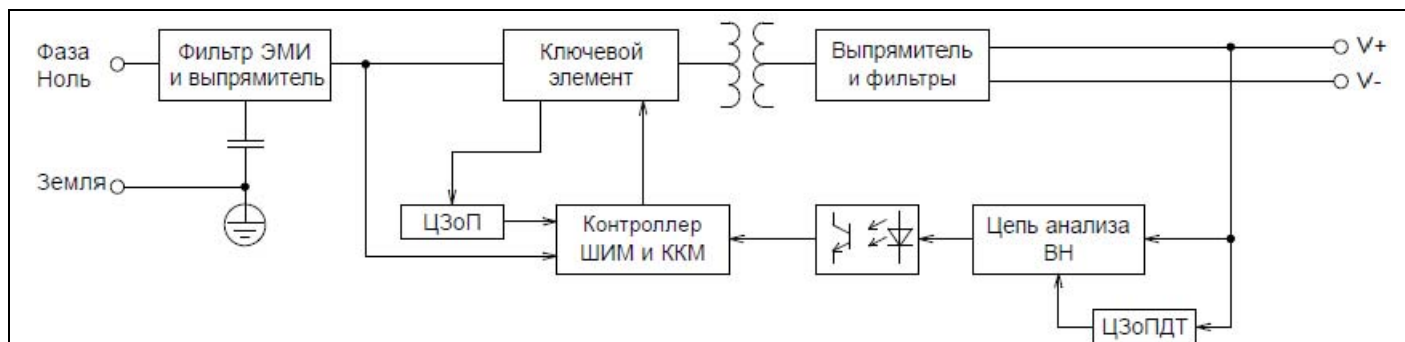 Фаза
Ноль
Фильтр ЭМИ
и выпрямитель
Ключевой
элемент
Выпрямитель
и фильтры
V+
V-
Земля
ЦЗоП
Контроллер
ШИМ и ККМ
Цепь анализа
ВН
ЦЗоПДТ